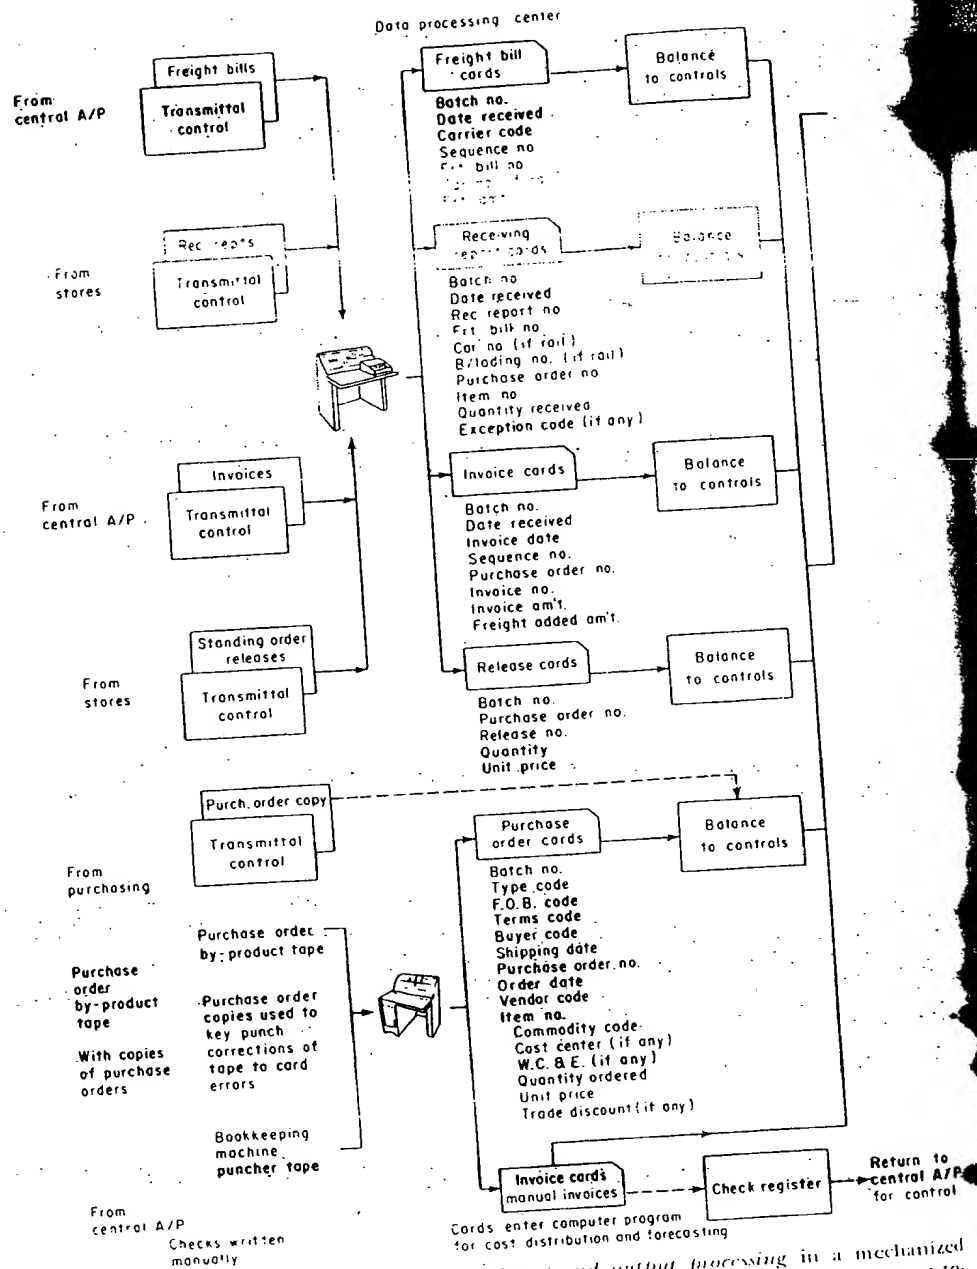 Data processing center
From
central A/P
Freight bills
Transmittal
control
Freight bill
cards
Balance
to controls
Batch no.
Date received
Carrier code
Sequence no
Frt. bill no
From
stores
Rec repts
Transmittal
control
Receiving
report cards
Balance
Batch no
Date received
Rec report no
Frt. bill no.
Car no (if rail)
B/lading no. (if rail)
Purchase order no
Item no
Quantity received
Exception code (if any)
From
central A/P
Invoices
Transmittal
control
Invoice cards
Balance
to controls
Batch no.
Date received
Invoice date
Sequence no.
Purchase order no.
Invoice no.
Invoice am't.
Freight added am't.
From
stores
Standing order
releases
Transmittal
control
Release cards
Balance
to controls
Batch no.
Purchase order no.
Release no.
Quantity
Unit price
From
purchasing
Purch. order copy
Transmittal
control
Purchase
order cards
Balance
to controls
Batch no.
Type code
F.O.B. code
Terms code
Buyer code
Shipping date
Purchase order no.
Order date
Vendor code
Item no.
Commodity code
Cost center (if any)
W.C. & E. (if any)
Quantity ordered
Unit price
Trade discount (if any)
Purchase
order
by-product
tape
With copies
of purchase
orders
Purchase order
by-product tape
Purchase order
copies used to
key punch
corrections of
tape to card
errors
Bookkeeping
machine
puncher tape
From
central A/P
Checks written
manually
Invoice cards
manual invoices
Check register
Return to
central A/P
for control
Cards enter computer program
for cost distribution and forecasting
output processing in a mechanized